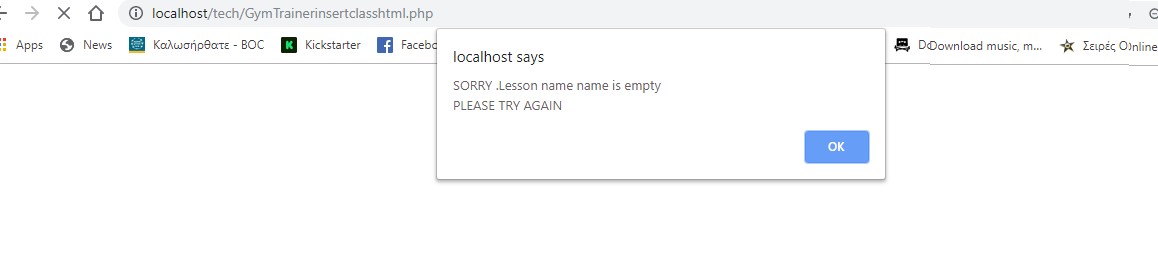 localhost/tech/GymTrainerinsertclasshtml.php
Apps News Καλωσήρθατε - BOC Kickstarter Facebo Download music, m... Σειρές Online
localhost says
SORRY .Lesson name name is empty
PLEASE TRY AGAIN
OK